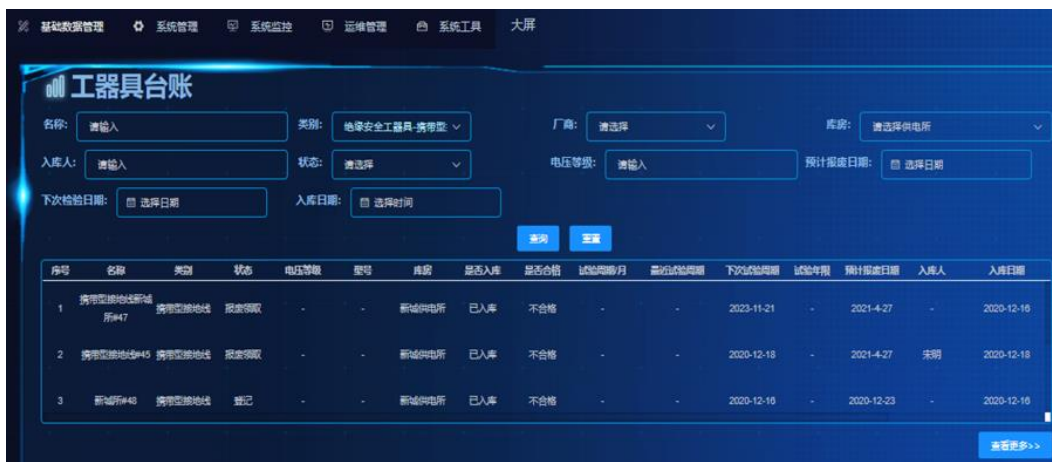 基础数据管理 系统管理 系统监控 运维管理 系统工具 大屏
工器具台账
名称: 请输入 类别: 绝缘安全工器具-携带型 厂商: 请选择 库房: 请选择供电所
入库人: 请输入 状态: 请选择 电压等级: 请输入 预计报废日期: 选择日期
下次检验日期: 选择日期 入库日期: 选择时间
查询 重置
序号 名称 类别 状态 电压等级 型号 库房 是否入库 是否合格 试验周期/月 最近试验周期 下次试验周期 试验年限 预计报废日期 入库人 入库日期
1 携带型接地线新城所#47 携带型接地线 报废领取 - - 新城供电所 已入库 不合格 - - 2023-11-21 - 2021-4-27 - 2020-12-16
2 携带型接地线#45 携带型接地线 报废领取 - - 新城供电所 已入库 不合格 - - 2020-12-18 - 2021-4-27 宋明 2020-12-18
3 新城所#48 携带型接地线 登记 - - 新城供电所 已入库 不合格 - - 2020-12-16 - 2020-12-23 - 2020-12-16
查看更多>>